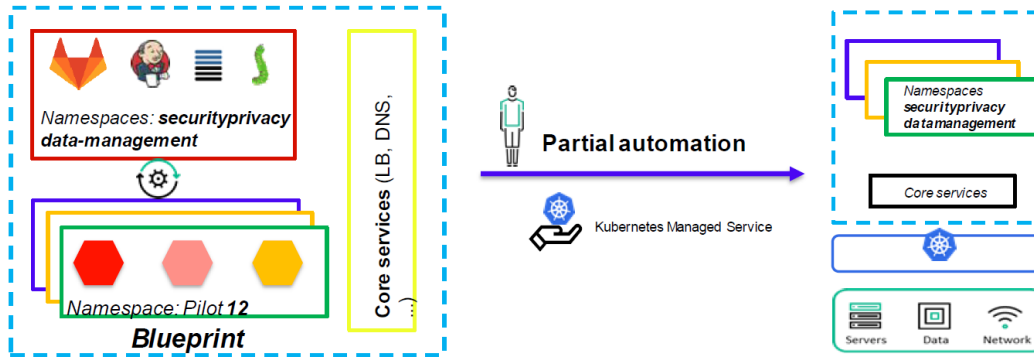 Namespaces: securityprivacy
data-management
Namespace: Pilot 12
Blueprint
Core services (LB, DNS,
...)
Partial automation
Kubernetes Managed Service
Namespaces
securityprivacy
datamanagement
Core services
Servers
Data
Network